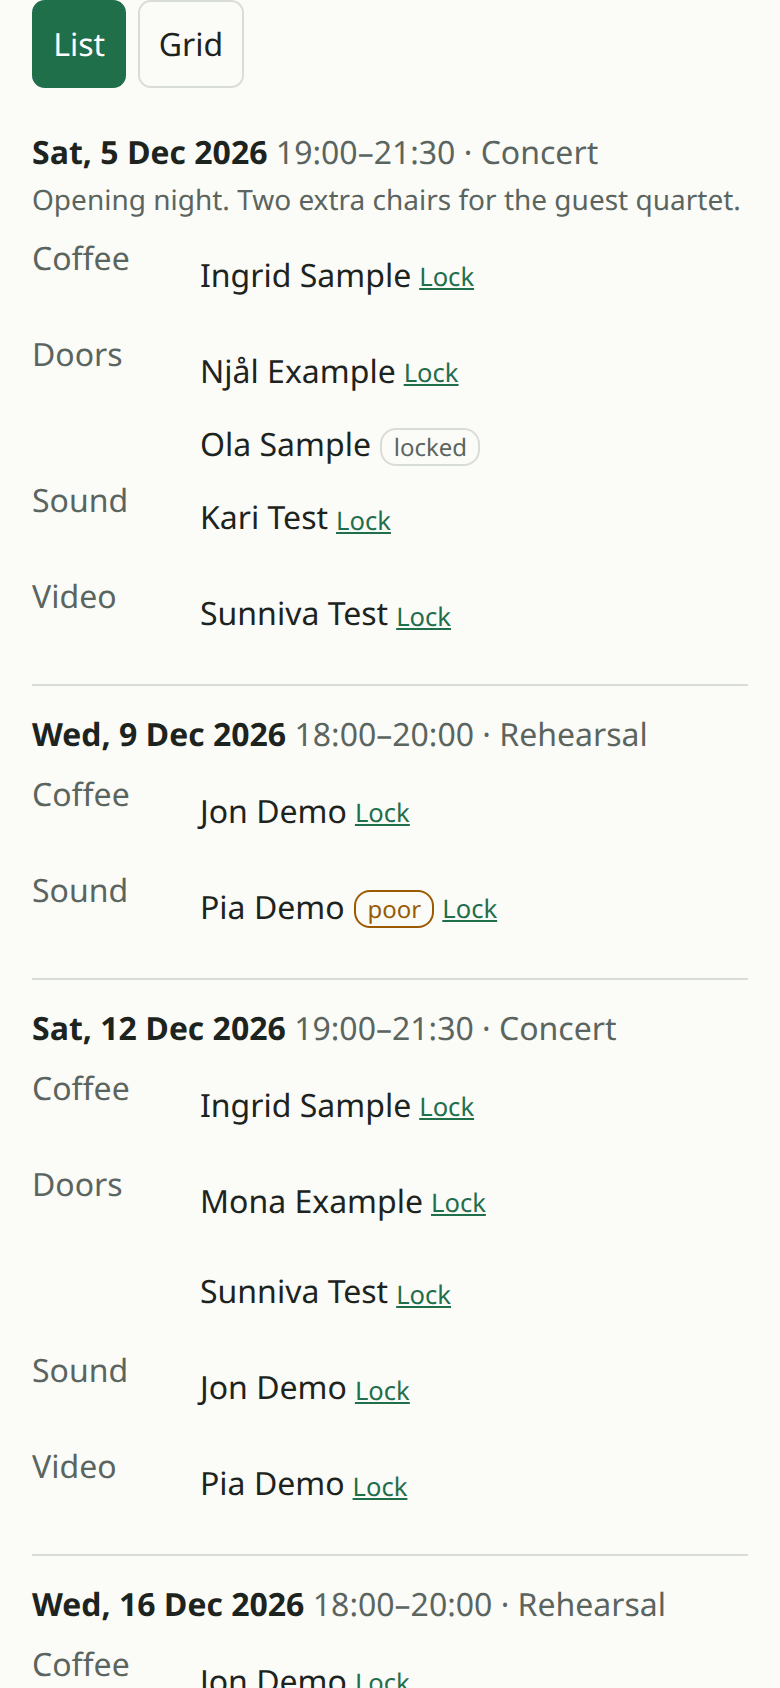 List Grid
Sat, 5 Dec 2026 19:00–21:30 · Concert
Opening night. Two extra chairs for the guest quartet.
Coffee Ingrid Sample Lock
Doors Njål Example Lock
Ola Sample locked
Sound Kari Test Lock
Video Sunniva Test Lock
Wed, 9 Dec 2026 18:00–20:00 · Rehearsal
Coffee Jon Demo Lock
Sound Pia Demo poor Lock
Sat, 12 Dec 2026 19:00–21:30 · Concert
Coffee Ingrid Sample Lock
Doors Mona Example Lock
Sunniva Test Lock
Sound Jon Demo Lock
Video Pia Demo Lock
Wed, 16 Dec 2026 18:00–20:00 · Rehearsal
Coffee Jon Demo Lock